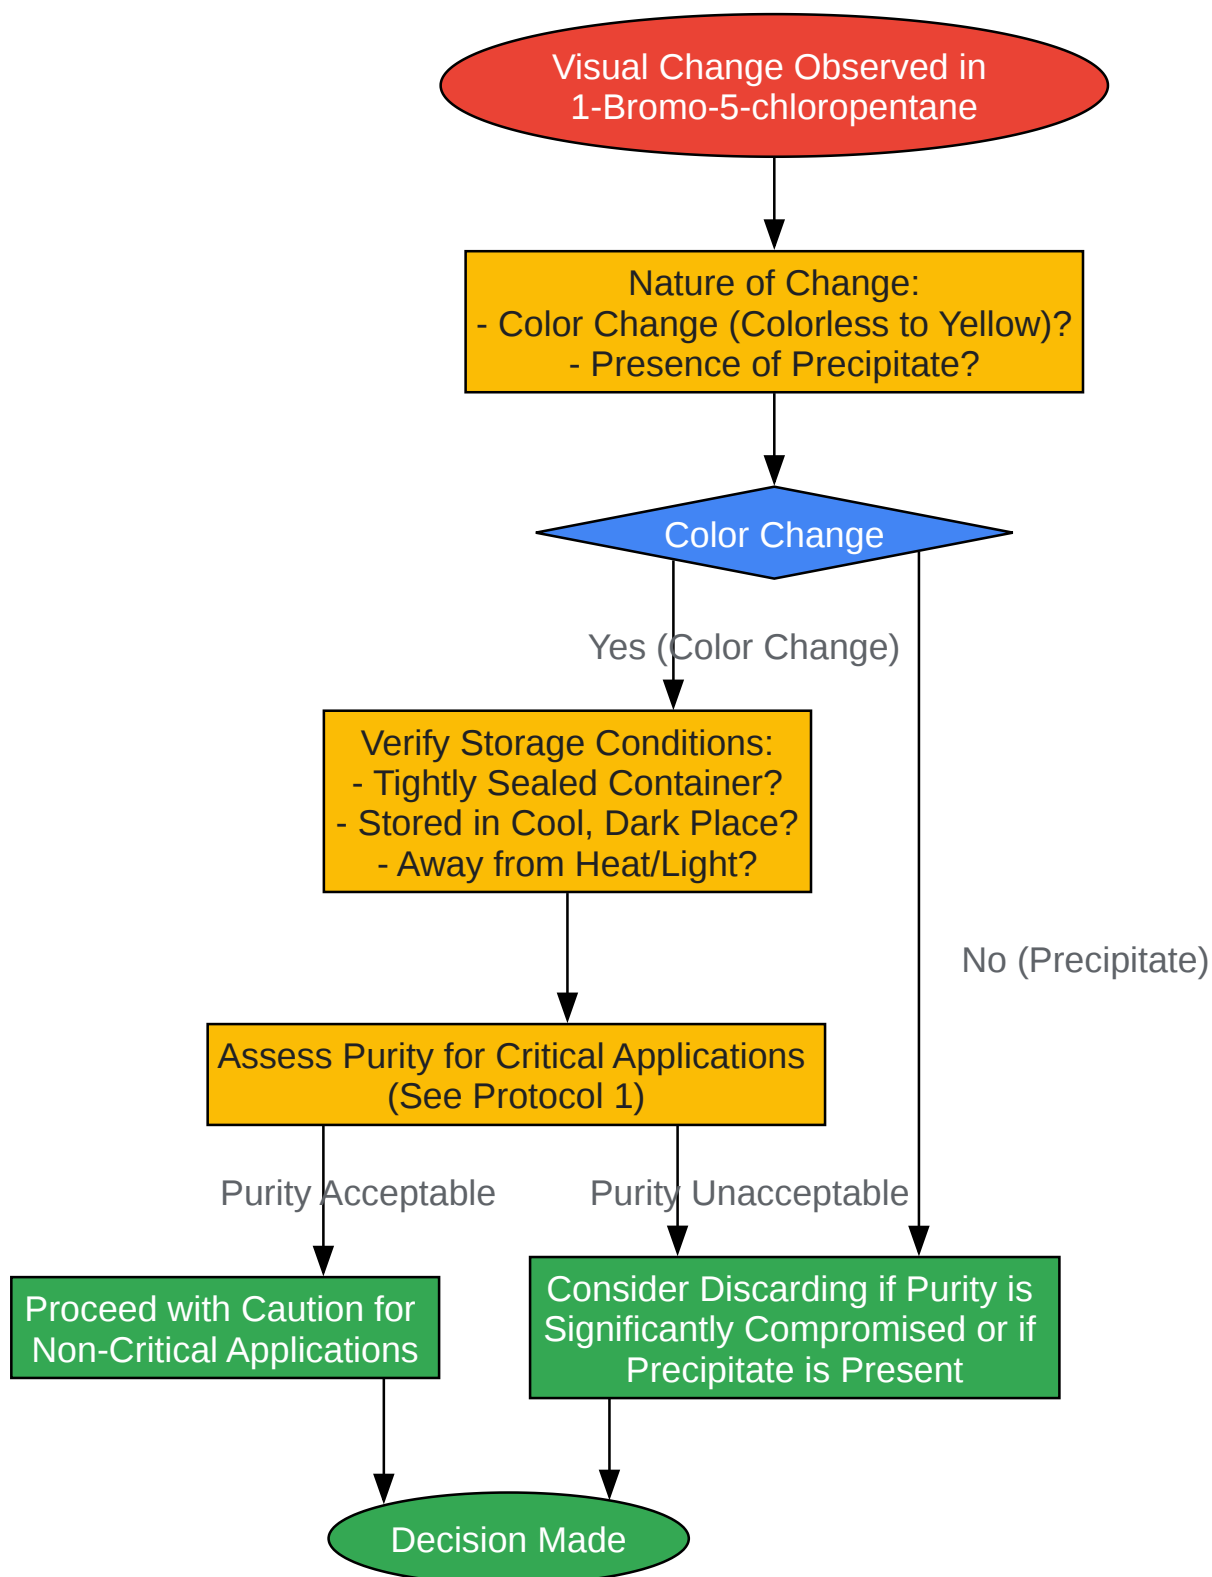 Visual Change Observed in
1-Bromo-5-chloropentane
Nature of Change:
- Color Change (Colorless to Yellow)?
- Presence of Precipitate?
Color Change
Yes (Color Change)
Verify Storage Conditions:
- Tightly Sealed Container?
- Stored in Cool, Dark Place?
- Away from Heat/Light?
No (Precipitate)
Assess Purity for Critical Applications
(See Protocol 1)
Purity Acceptable
Purity Unacceptable
Proceed with Caution for
Non-Critical Applications
Consider Discarding if Purity is
Significantly Compromised or if
Precipitate is Present
Decision Made